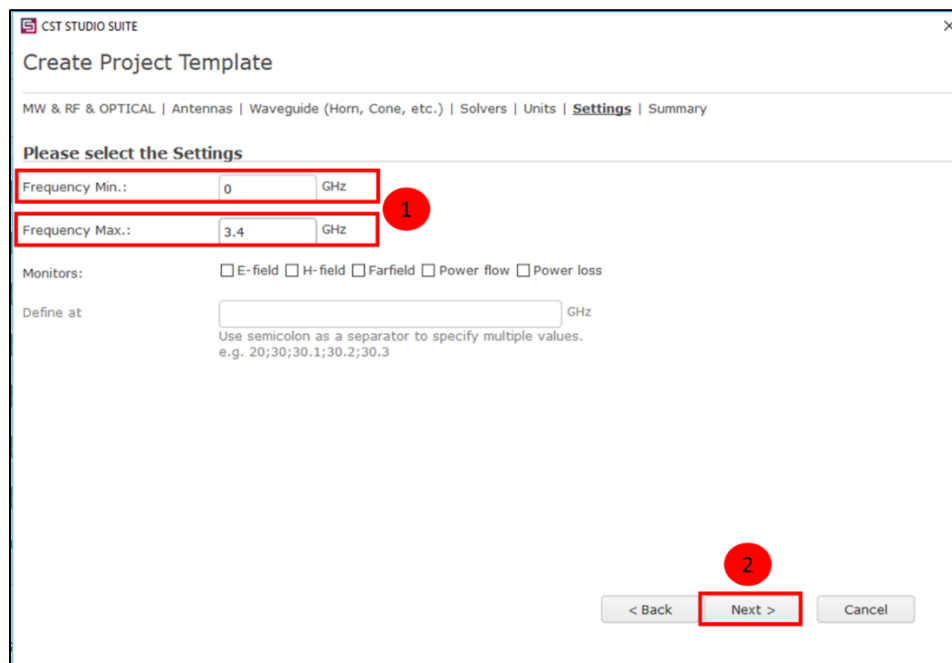 CST STUDIO SUITE
Create Project Template
MW & RF & OPTICAL | Antennas | Waveguide (Horn, Cone, etc.) | Solvers | Units | Settings | Summary
Please select the Settings
Frequency Min.: 0 GHz
1
Frequency Max.: 3.4 GHz
Monitors: E-field H-field Farfield Power flow Power loss
Define at GHz
Use semicolon as a separator to specify multiple values.
e.g. 20;30;30.1;30.2;30.3
2
< Back Next > Cancel